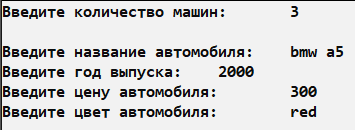 Введите количество машин: 3
Введите название автомобиля: bmw a5
Введите год выпуска: 2000
Введите цену автомобиля: 300
Введите цвет автомобиля: red